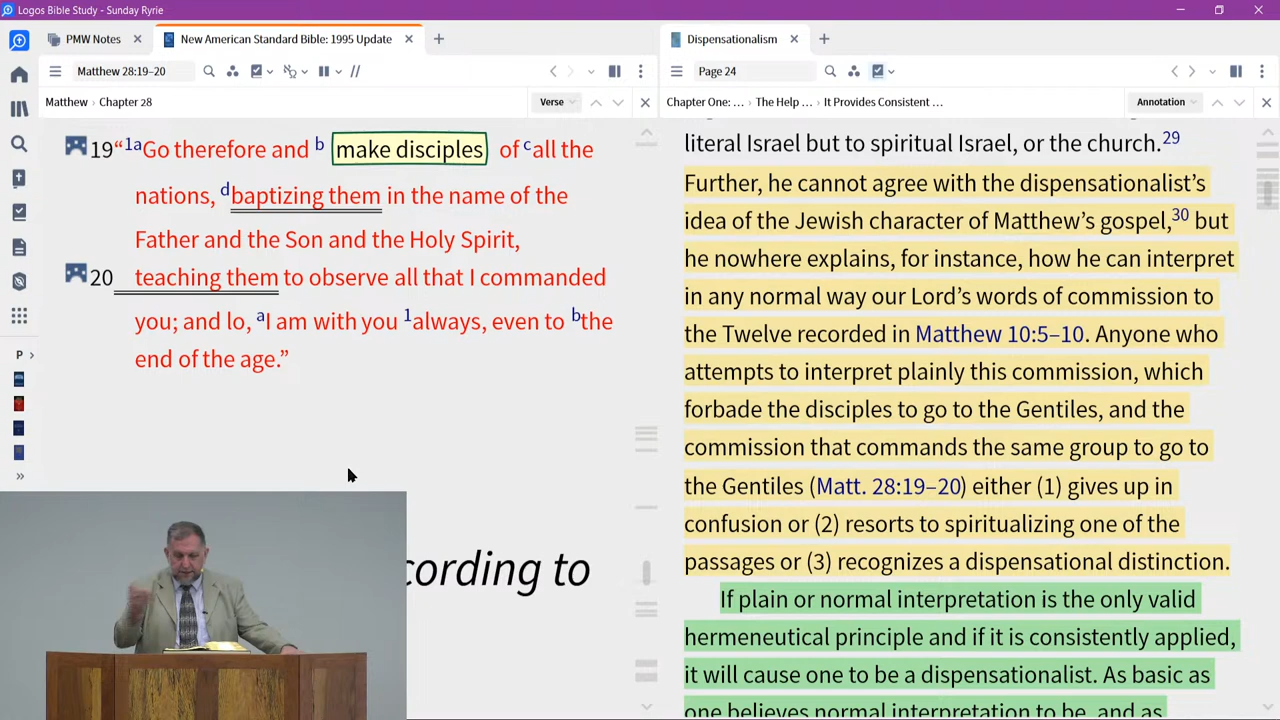 Logos Bible Study - Sunday Ryrie
PMW Notes
New American Standard Bible: 1995 Update
Matthew 28:19–20
Matthew › Chapter 28
Verse
19“1aGo therefore and b make disciples of call the
nations, dbaptizing them in the name of the
Father and the Son and the Holy Spirit,
20 teaching them to observe all that I commanded
you; and lo, aI am with you 1always, even to bthe
end of the age.”
cording to
P
Dispensationalism
Page 24
Chapter One: … › The Help … › It Provides Consistent …
Annotation
literal Israel but to spiritual Israel, or the church.29
Further, he cannot agree with the dispensationalist’s
idea of the Jewish character of Matthew’s gospel,30 but
he nowhere explains, for instance, how he can interpret
in any normal way our Lord’s words of commission to
the Twelve recorded in Matthew 10:5–10. Anyone who
attempts to interpret plainly this commission, which
forbade the disciples to go to the Gentiles, and the
commission that commands the same group to go to
the Gentiles (Matt. 28:19–20) either (1) gives up in
confusion or (2) resorts to spiritualizing one of the
passages or (3) recognizes a dispensational distinction.
If plain or normal interpretation is the only valid
hermeneutical principle and if it is consistently applied,
it will cause one to be a dispensationalist. As basic as
one believes normal interpretation to be, and as